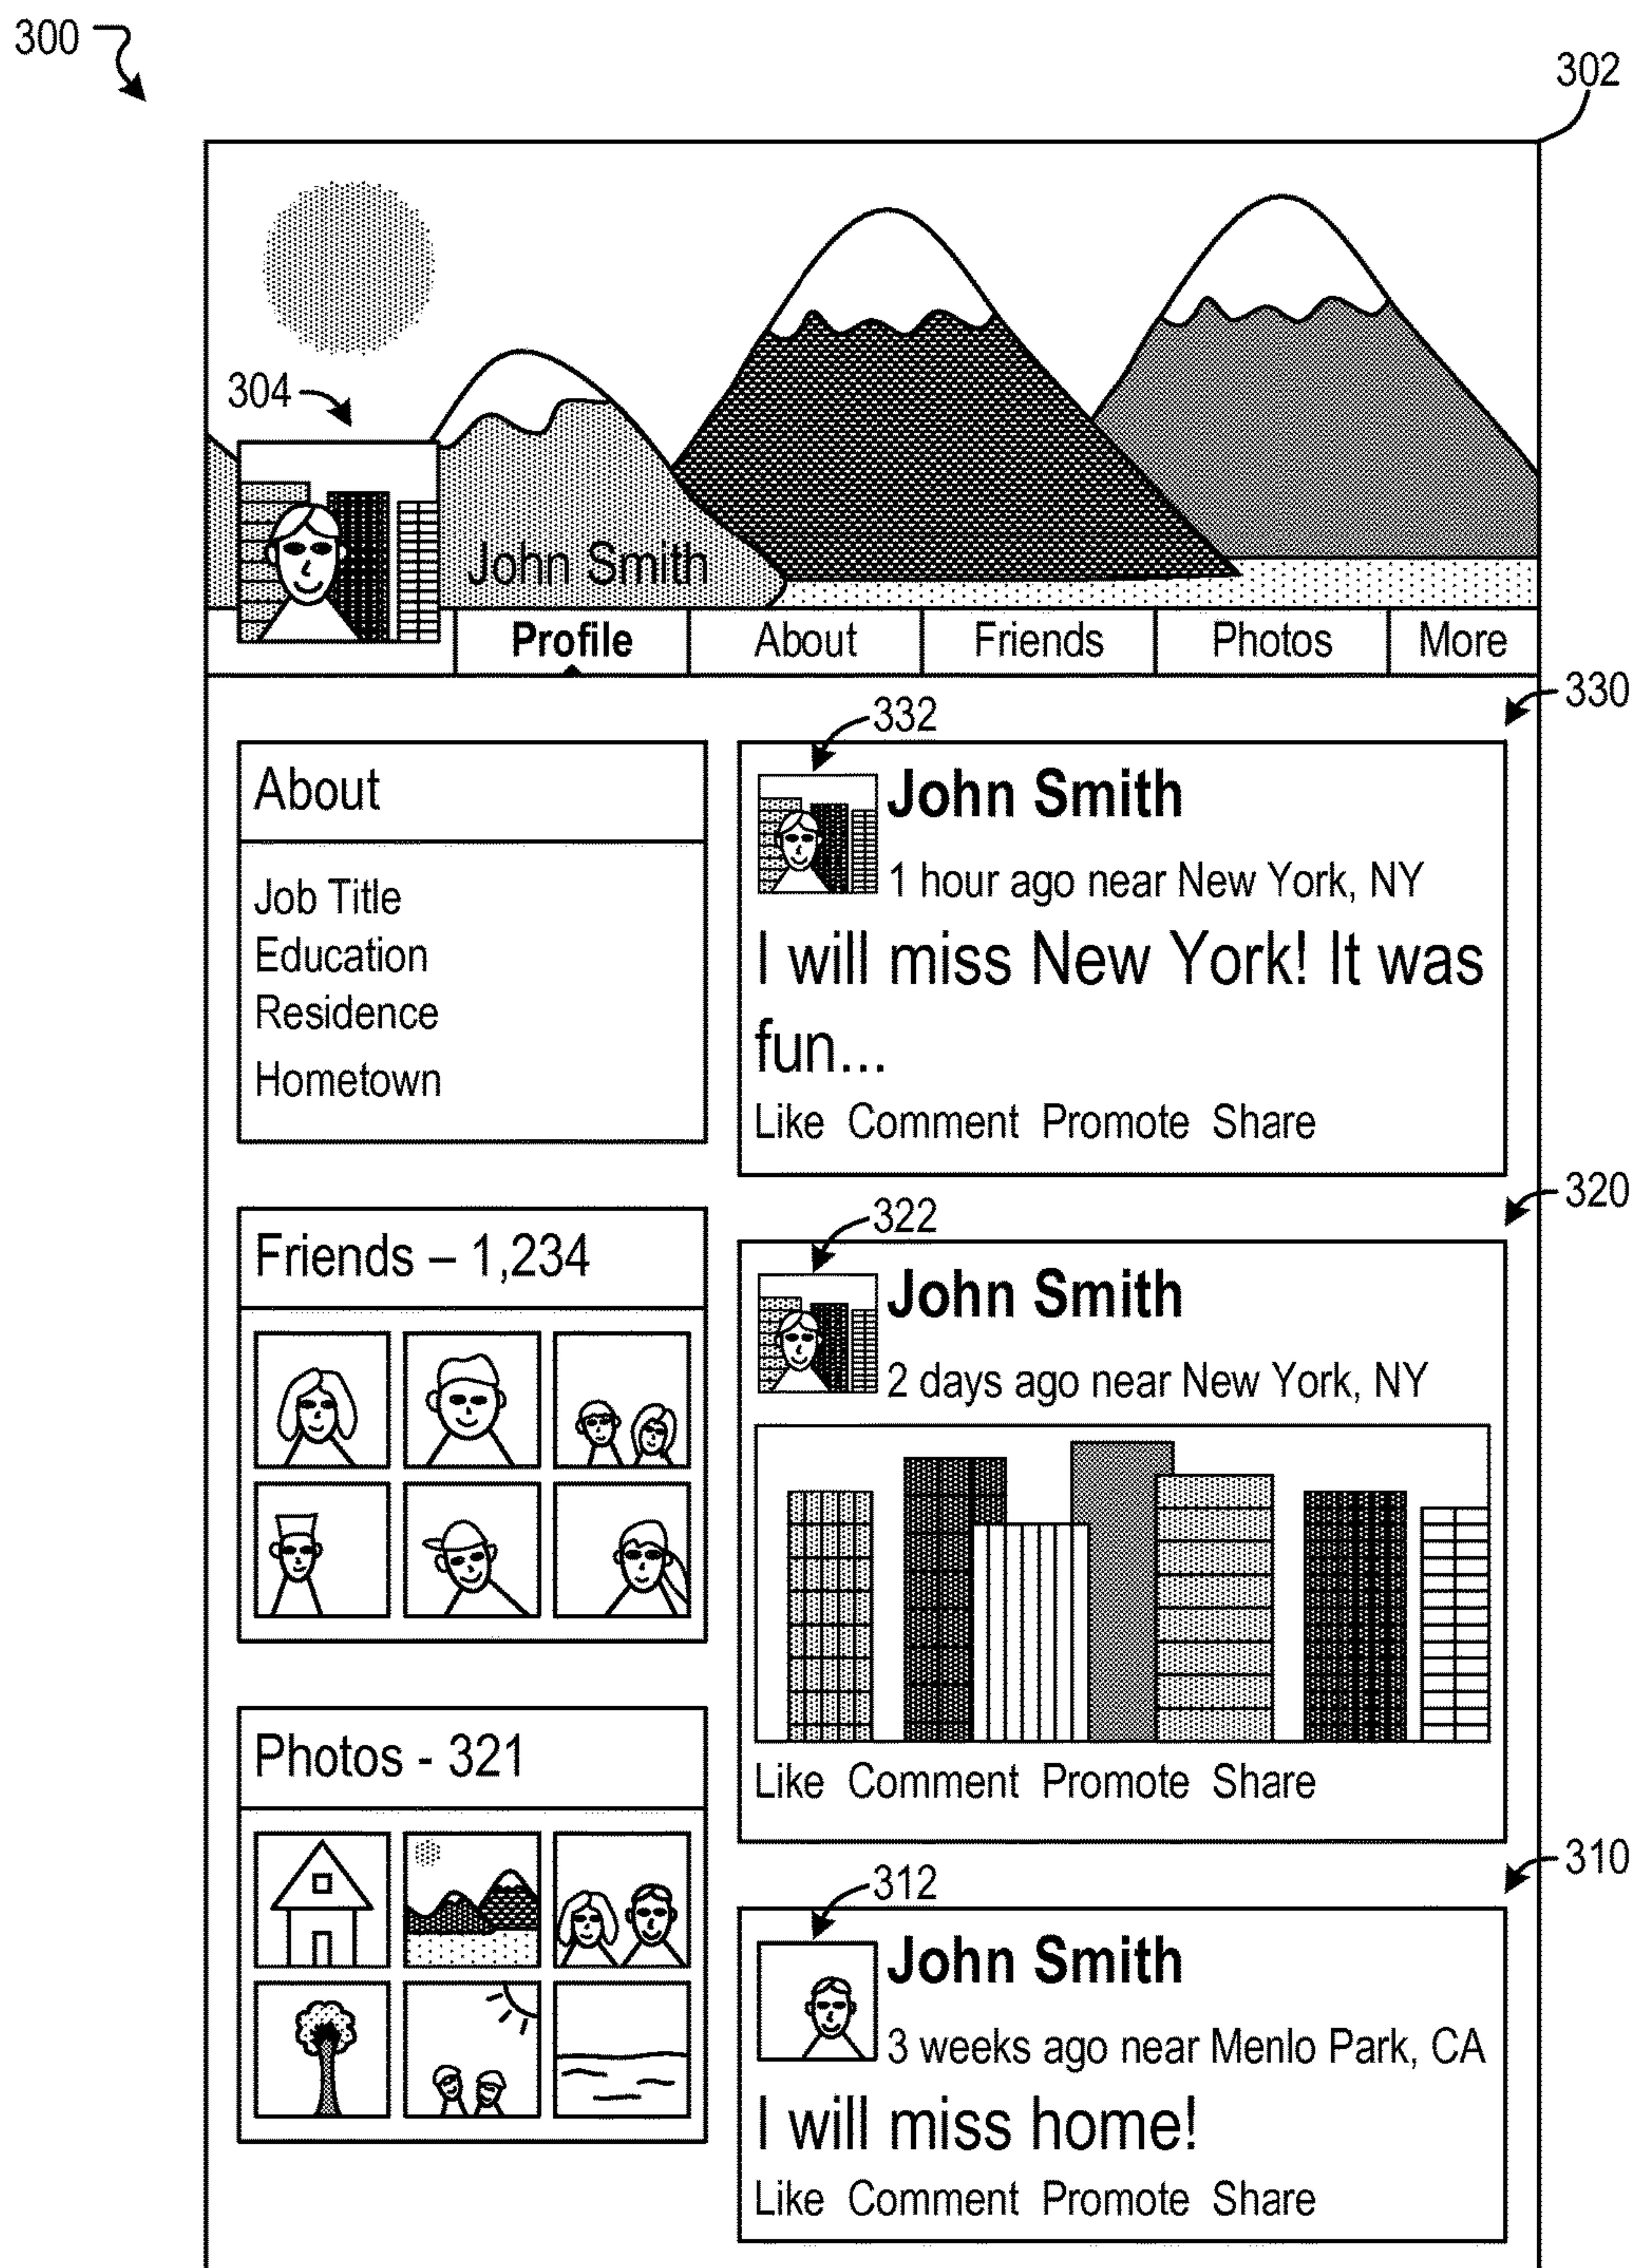 300
302
304
John Smith
Profile About Friends Photos More
330
About
Job Title
Education
Residence
Hometown
332
John Smith
1 hour ago near New York, NY
I will miss New York! It was
fun...
Like Comment Promote Share
320
Friends – 1,234
322
John Smith
2 days ago near New York, NY
Like Comment Promote Share
Photos - 321
310
312
John Smith
3 weeks ago near Menlo Park, CA
I will miss home!
Like Comment Promote Share